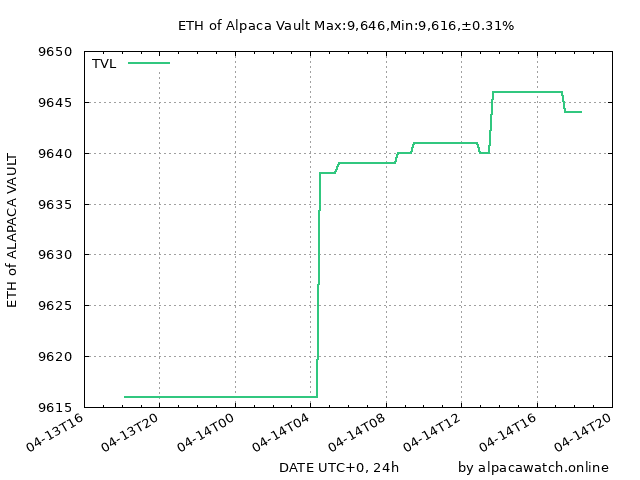 ETH of Alpaca Vault Max:9,646,Min:9,616,±0.31%
TVL
9650
9645
9640
9635
9630
9625
9620
9615
ETH of ALAPACA VAULT
04-13T16
04-13T20
04-14T00
04-14T04
04-14T08
04-14T12
04-14T16
04-14T20
DATE UTC+0, 24h
by alpacawatch.online